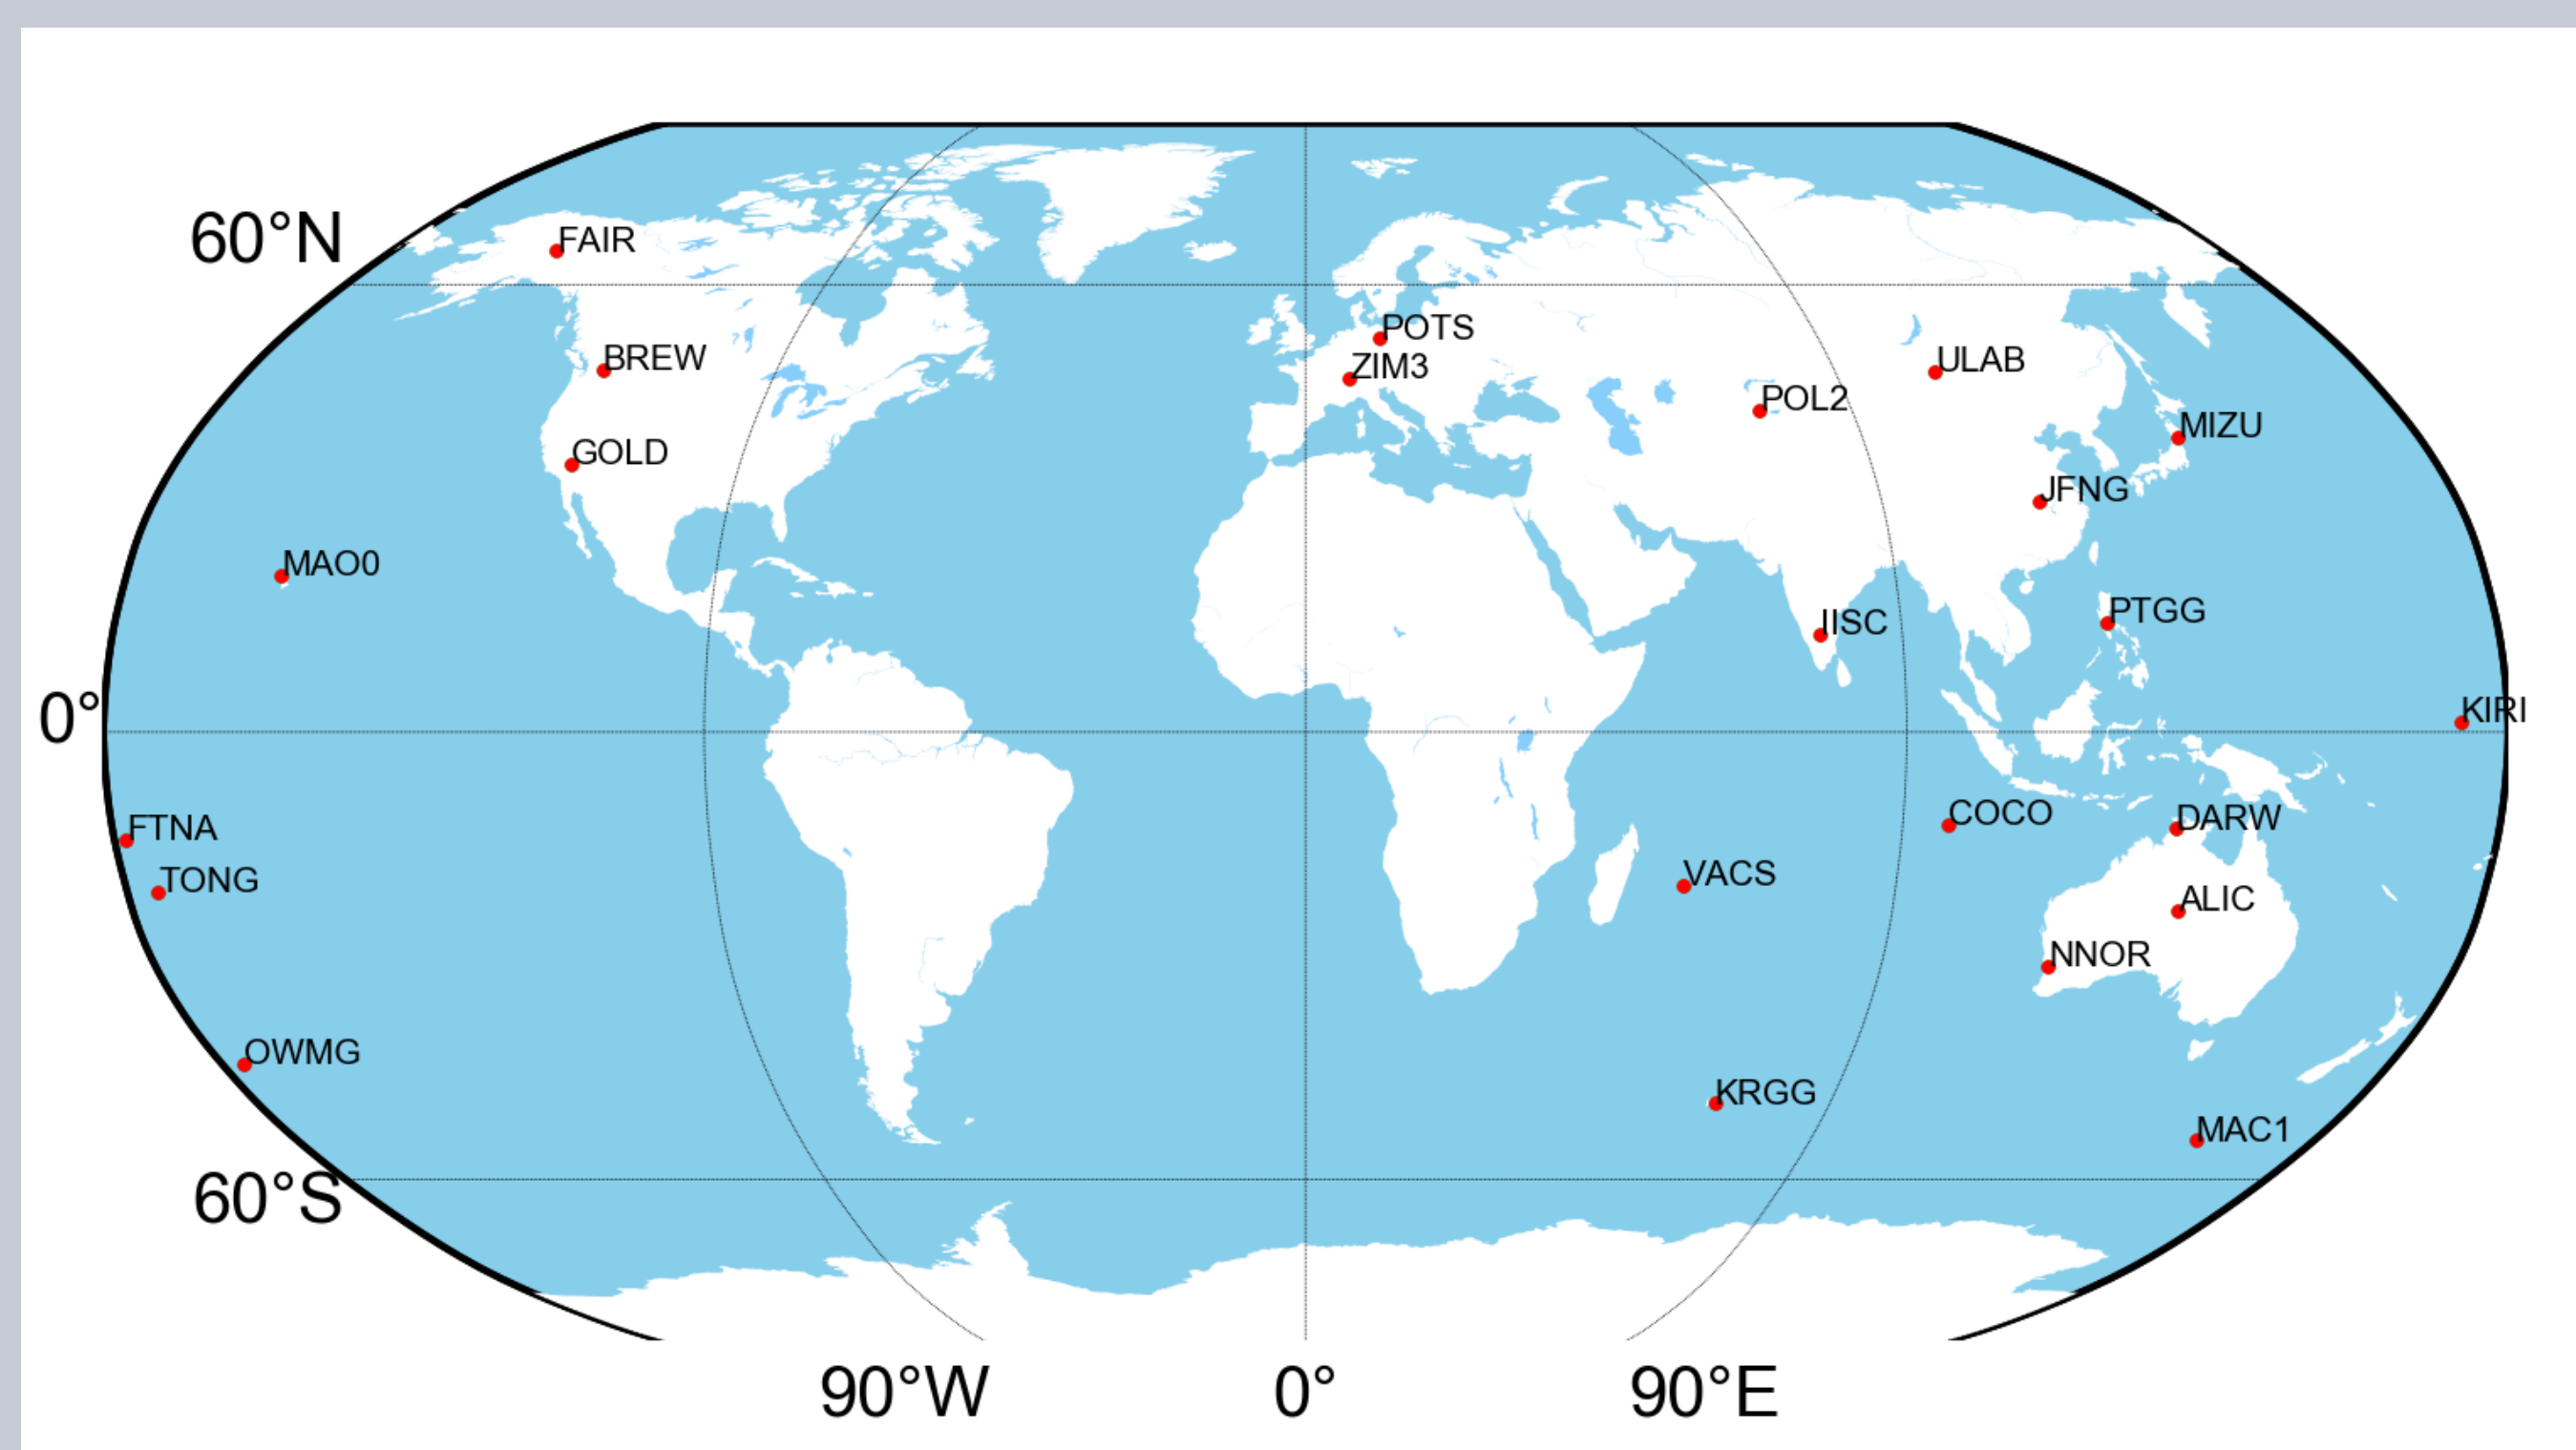 60°N
FAIR
POTS
BREW
ZIM3
ULAB
POL2
MIZU
GOLD
JFNG
MAO0
PTGG
IISC
0°
KIRI
COCO
DARW
FTNA
VACS
TONG
ALIC
NNOR
OWMG
KRGG
MAC1
60°S
90°W
0°
90°E